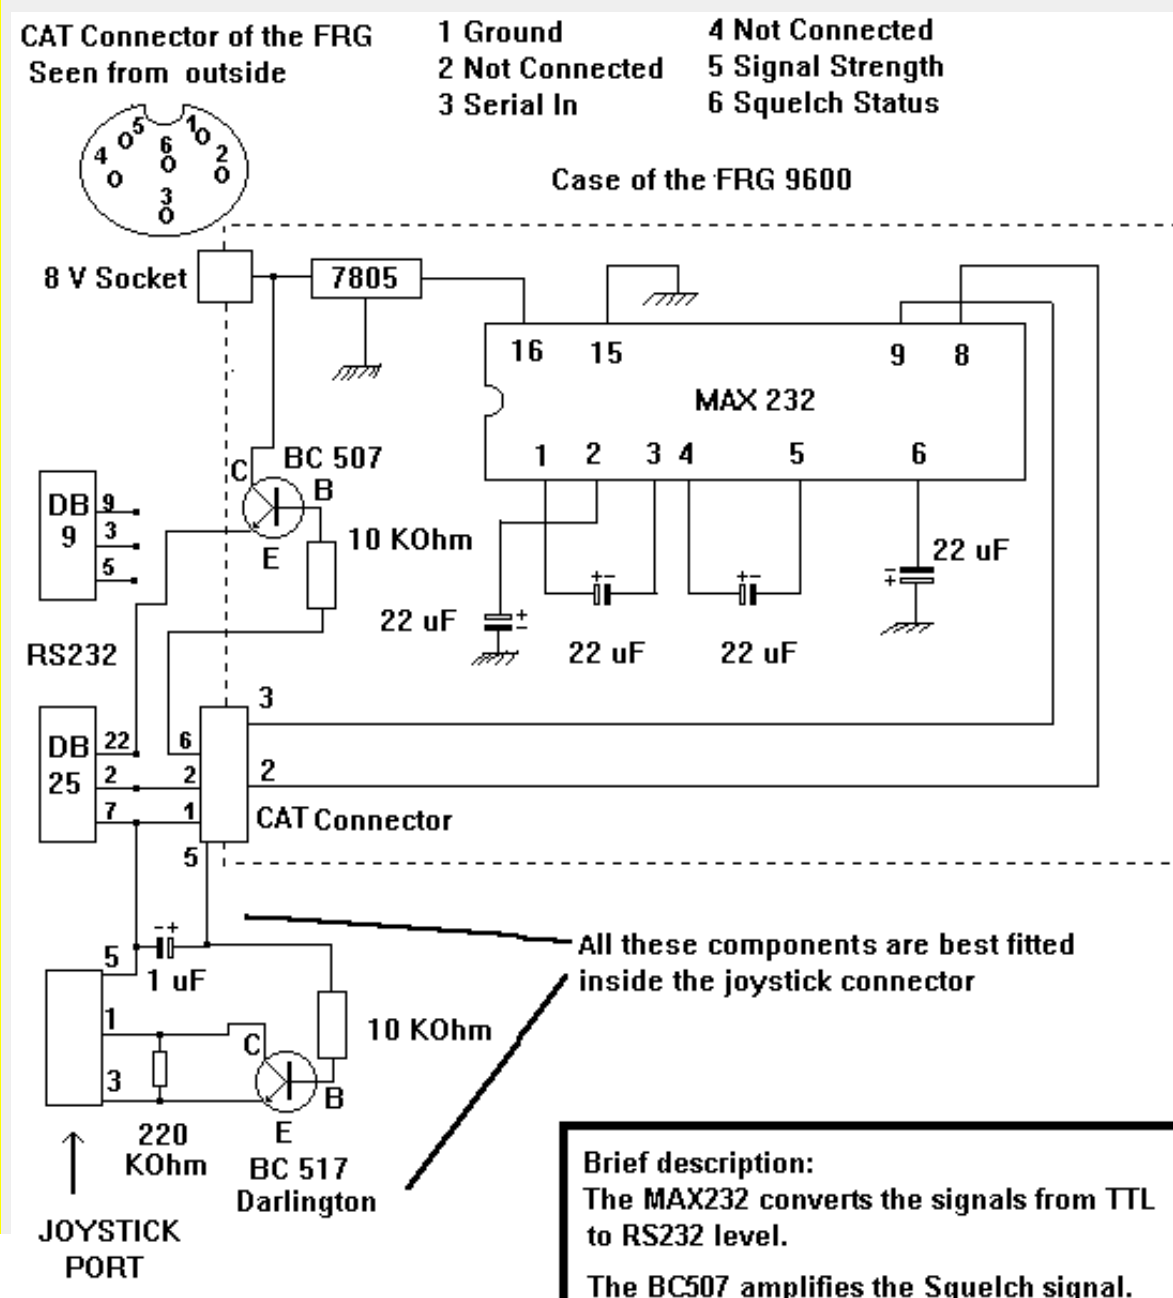 CAT Connector of the FRG
Seen from outside
1 Ground
2 Not Connected
3 Serial In
4 Not Connected
5 Signal Strength
6 Squelch Status
5
1
4
6
2
3
Case of the FRG 9600
8 V Socket
7805
16
15
9
8
MAX 232
1
2
3
4
5
6
C
BC 507
B
E
10 KOhm
DB
9
9
3
5
22 uF
+
-
+-
22 uF
+-
22 uF
-
+
22 uF
RS232
DB
25
22
2
7
6
2
1
3
2
CAT Connector
5
-+
1 uF
5
1
3
C
B
E
10 KOhm
220
KOhm
BC 517
Darlington
JOYSTICK
PORT
All these components are best fitted
inside the joystick connector
Brief description:
The MAX232 converts the signals from TTL
to RS232 level.
The BC507 amplifies the Squelch signal.